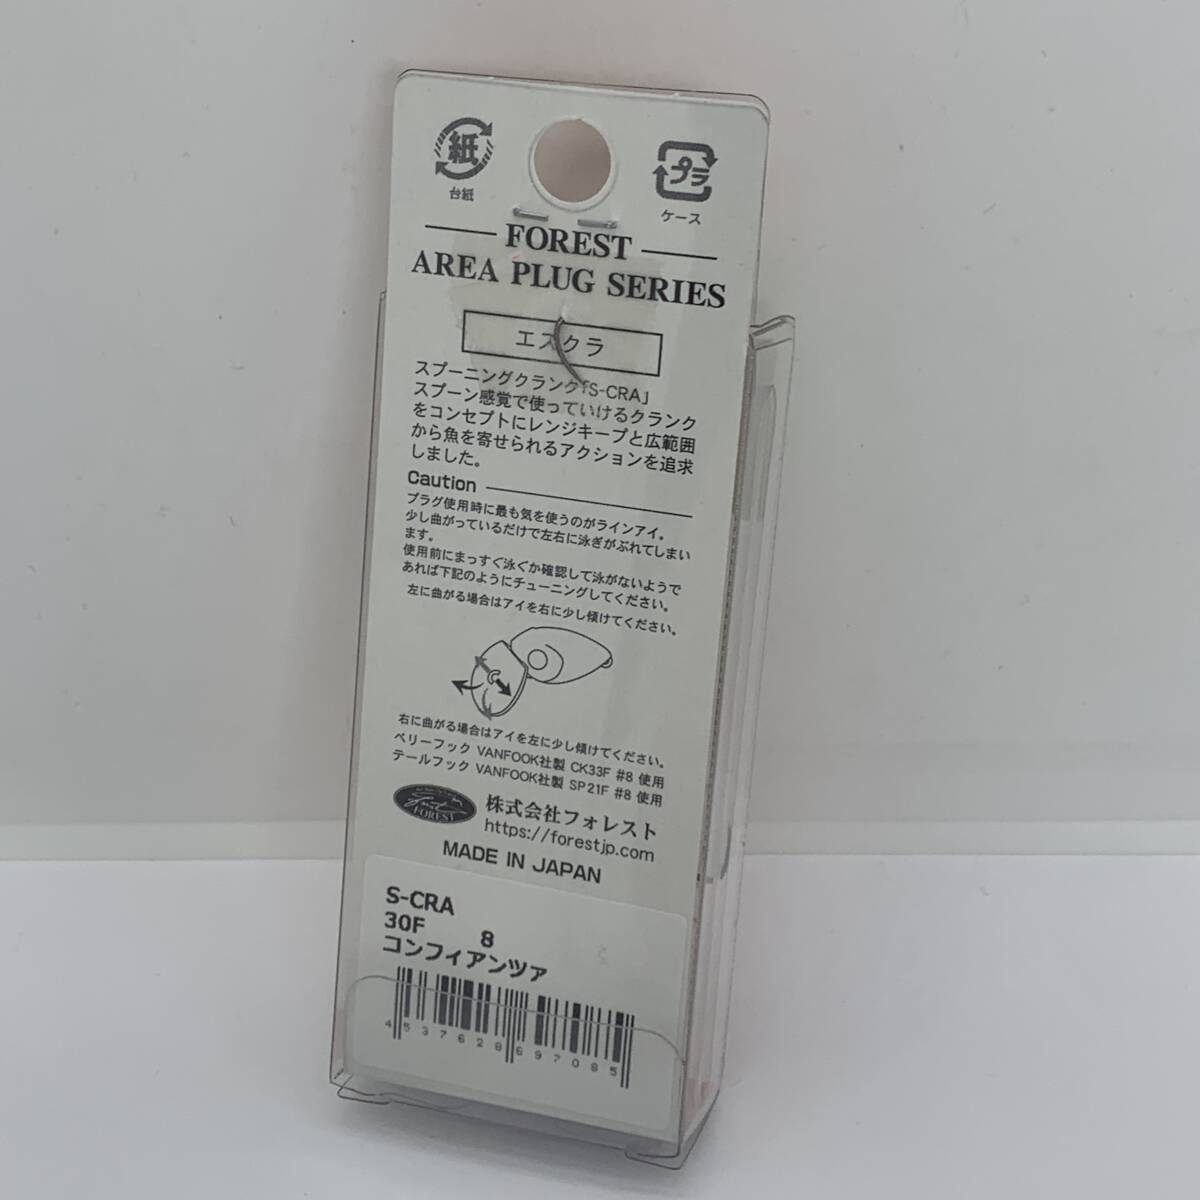 紙
プラ
台紙
ケース
FOREST
AREA PLUG SERIES
エスクラ
スプーニングクランク「S-CRA」
スプーン感覚で使っていけるクランク
をコンセプトにレンジキープと広範囲
から魚を寄せられるアクションを追求
しました。
Caution
プラグ使用時に最も気を使うのがラインアイ。
少し曲がっているだけで左右に泳ぎがぶれてしまい
ます。
使用前にまっすぐ泳ぐか確認して泳がないようで
あれば下記のようにチューニングしてください。
左に曲がる場合はアイを右に少し傾けてください。
右に曲がる場合はアイを左に少し傾けてください。
ベリーフック VANFOOK社製 CK33F #8 使用
テールフック VANFOOK社製 SP21F #8 使用
FOREST
株式会社フォレスト
https://forestjp.com
MADE IN JAPAN
S-CRA
30F 8
コンフィアンツァ
4537628697085